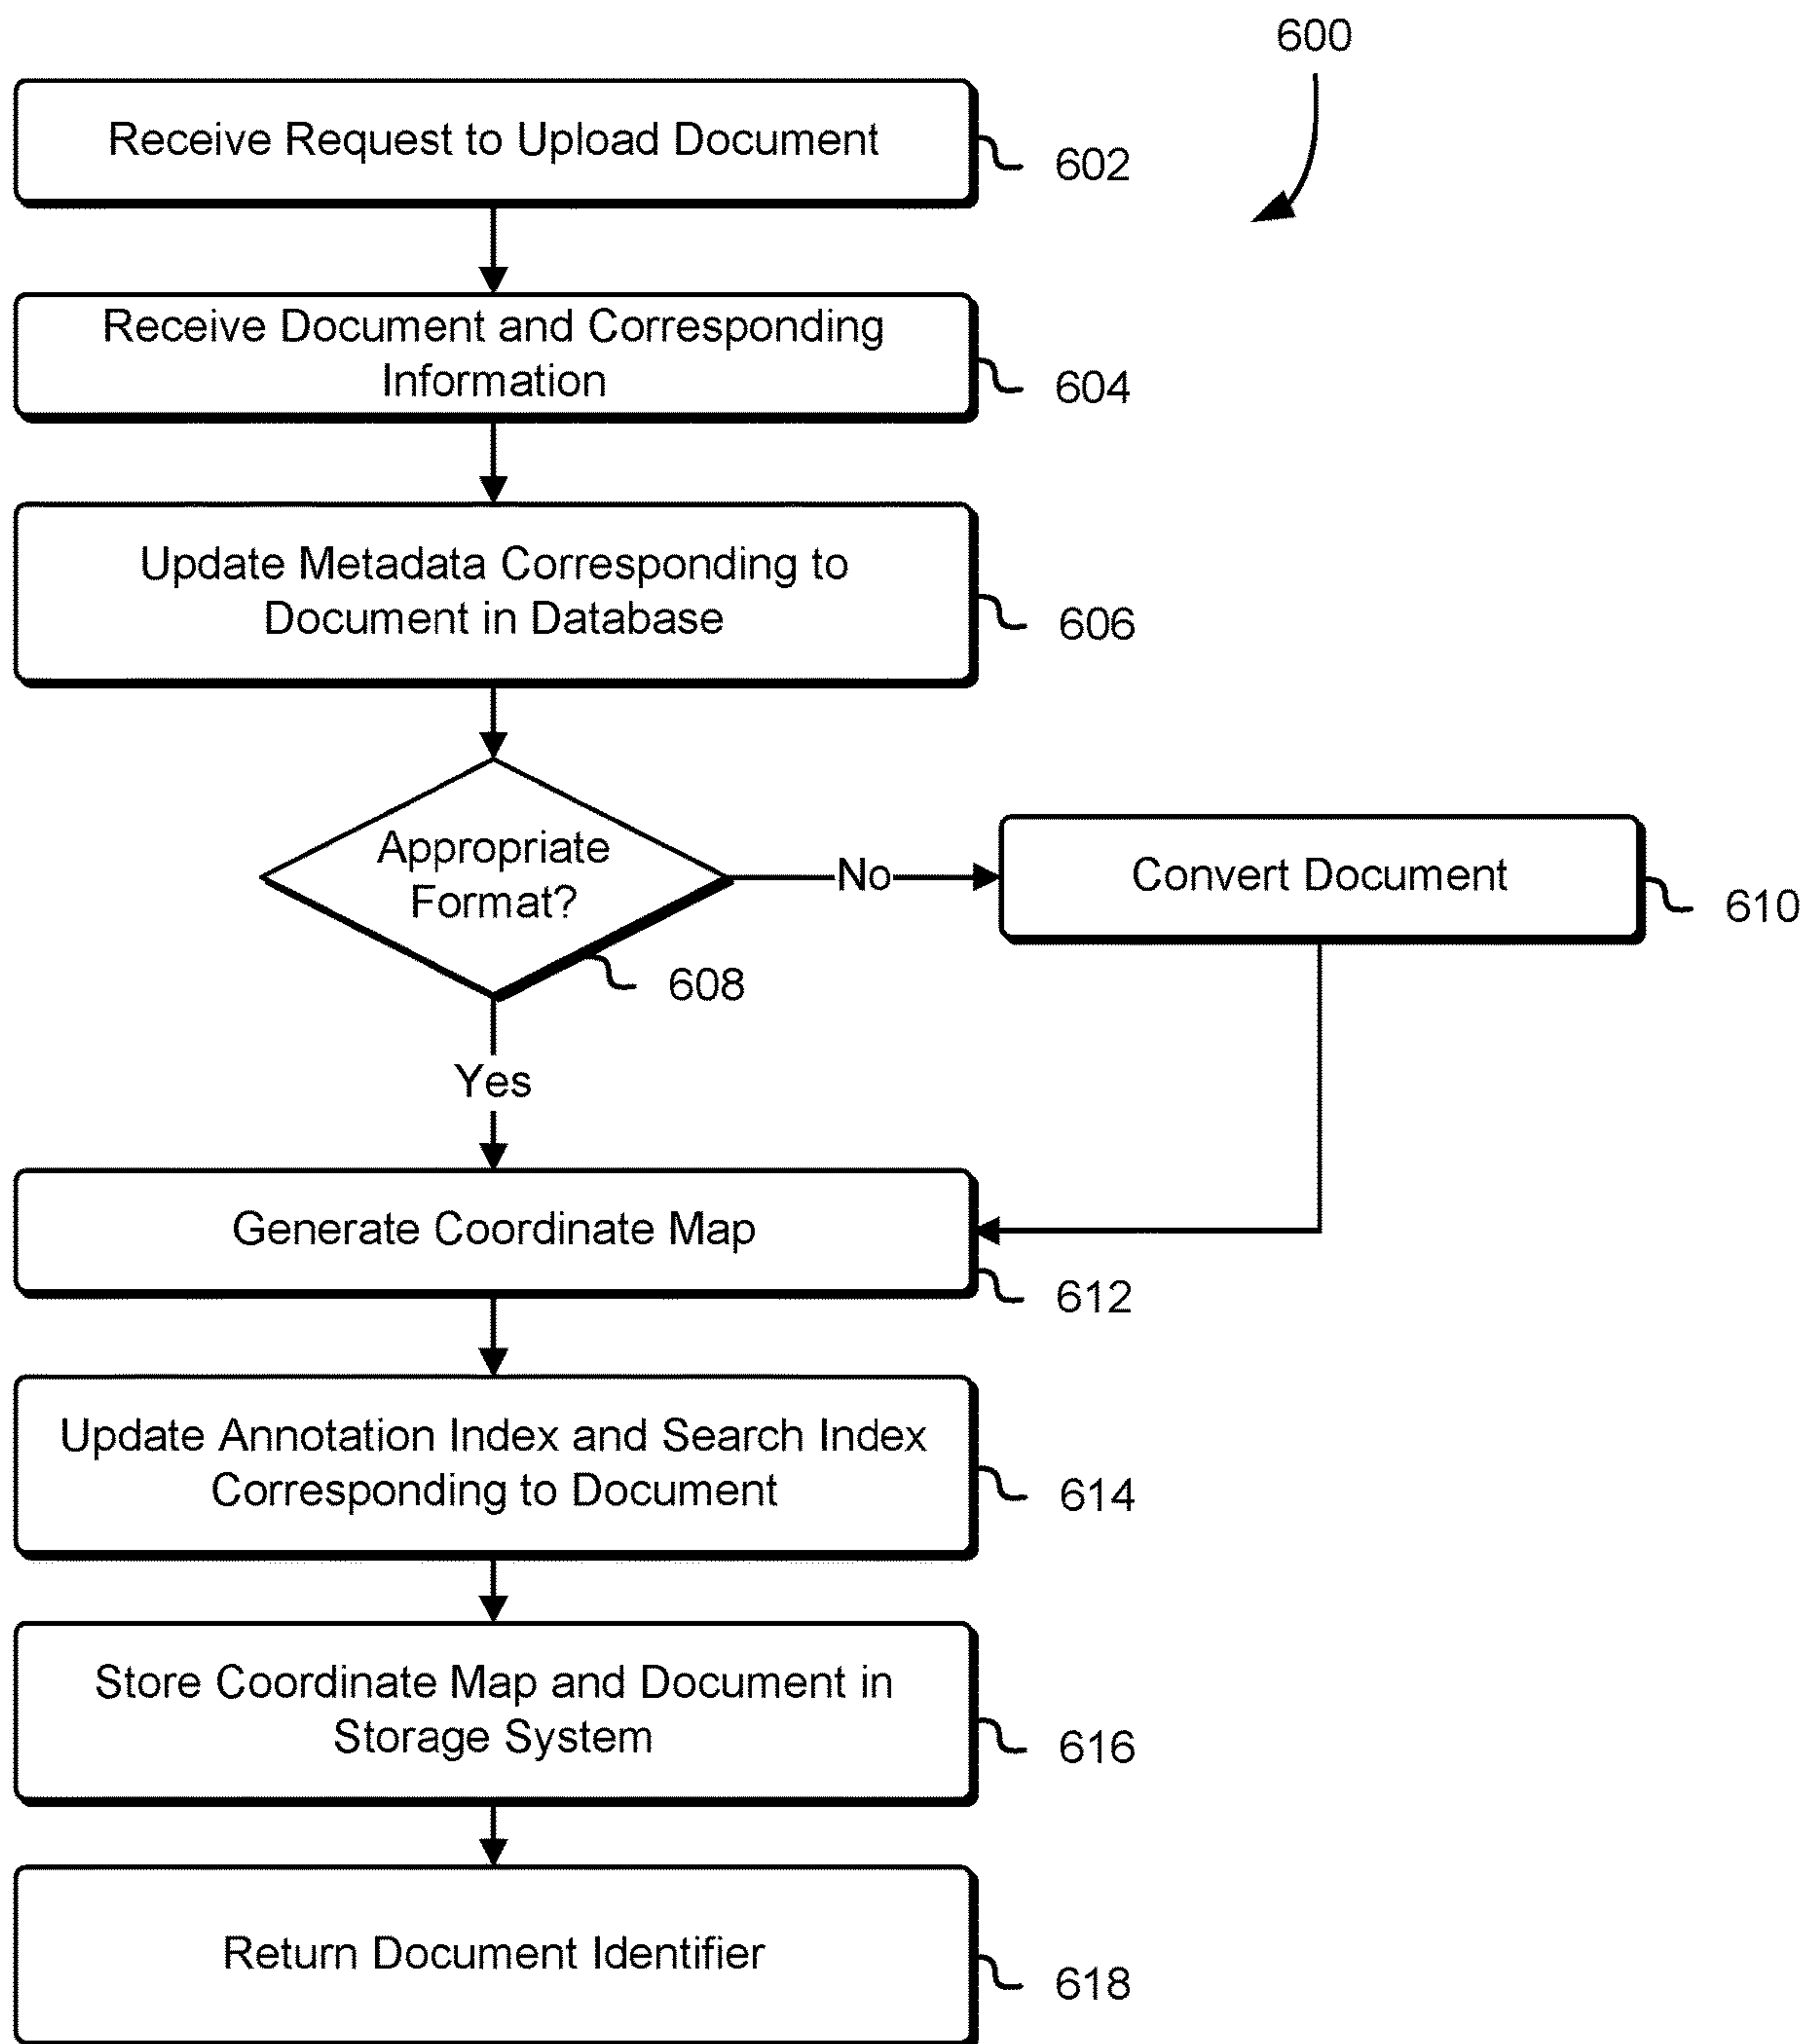 600
Receive Request to Upload Document
602
Receive Document and Corresponding
Information
604
Update Metadata Corresponding to
Document in Database
606
Appropriate
Format?
608
No
Convert Document
610
Yes
Generate Coordinate Map
612
Update Annotation Index and Search Index
Corresponding to Document
614
Store Coordinate Map and Document in
Storage System
616
Return Document Identifier
618